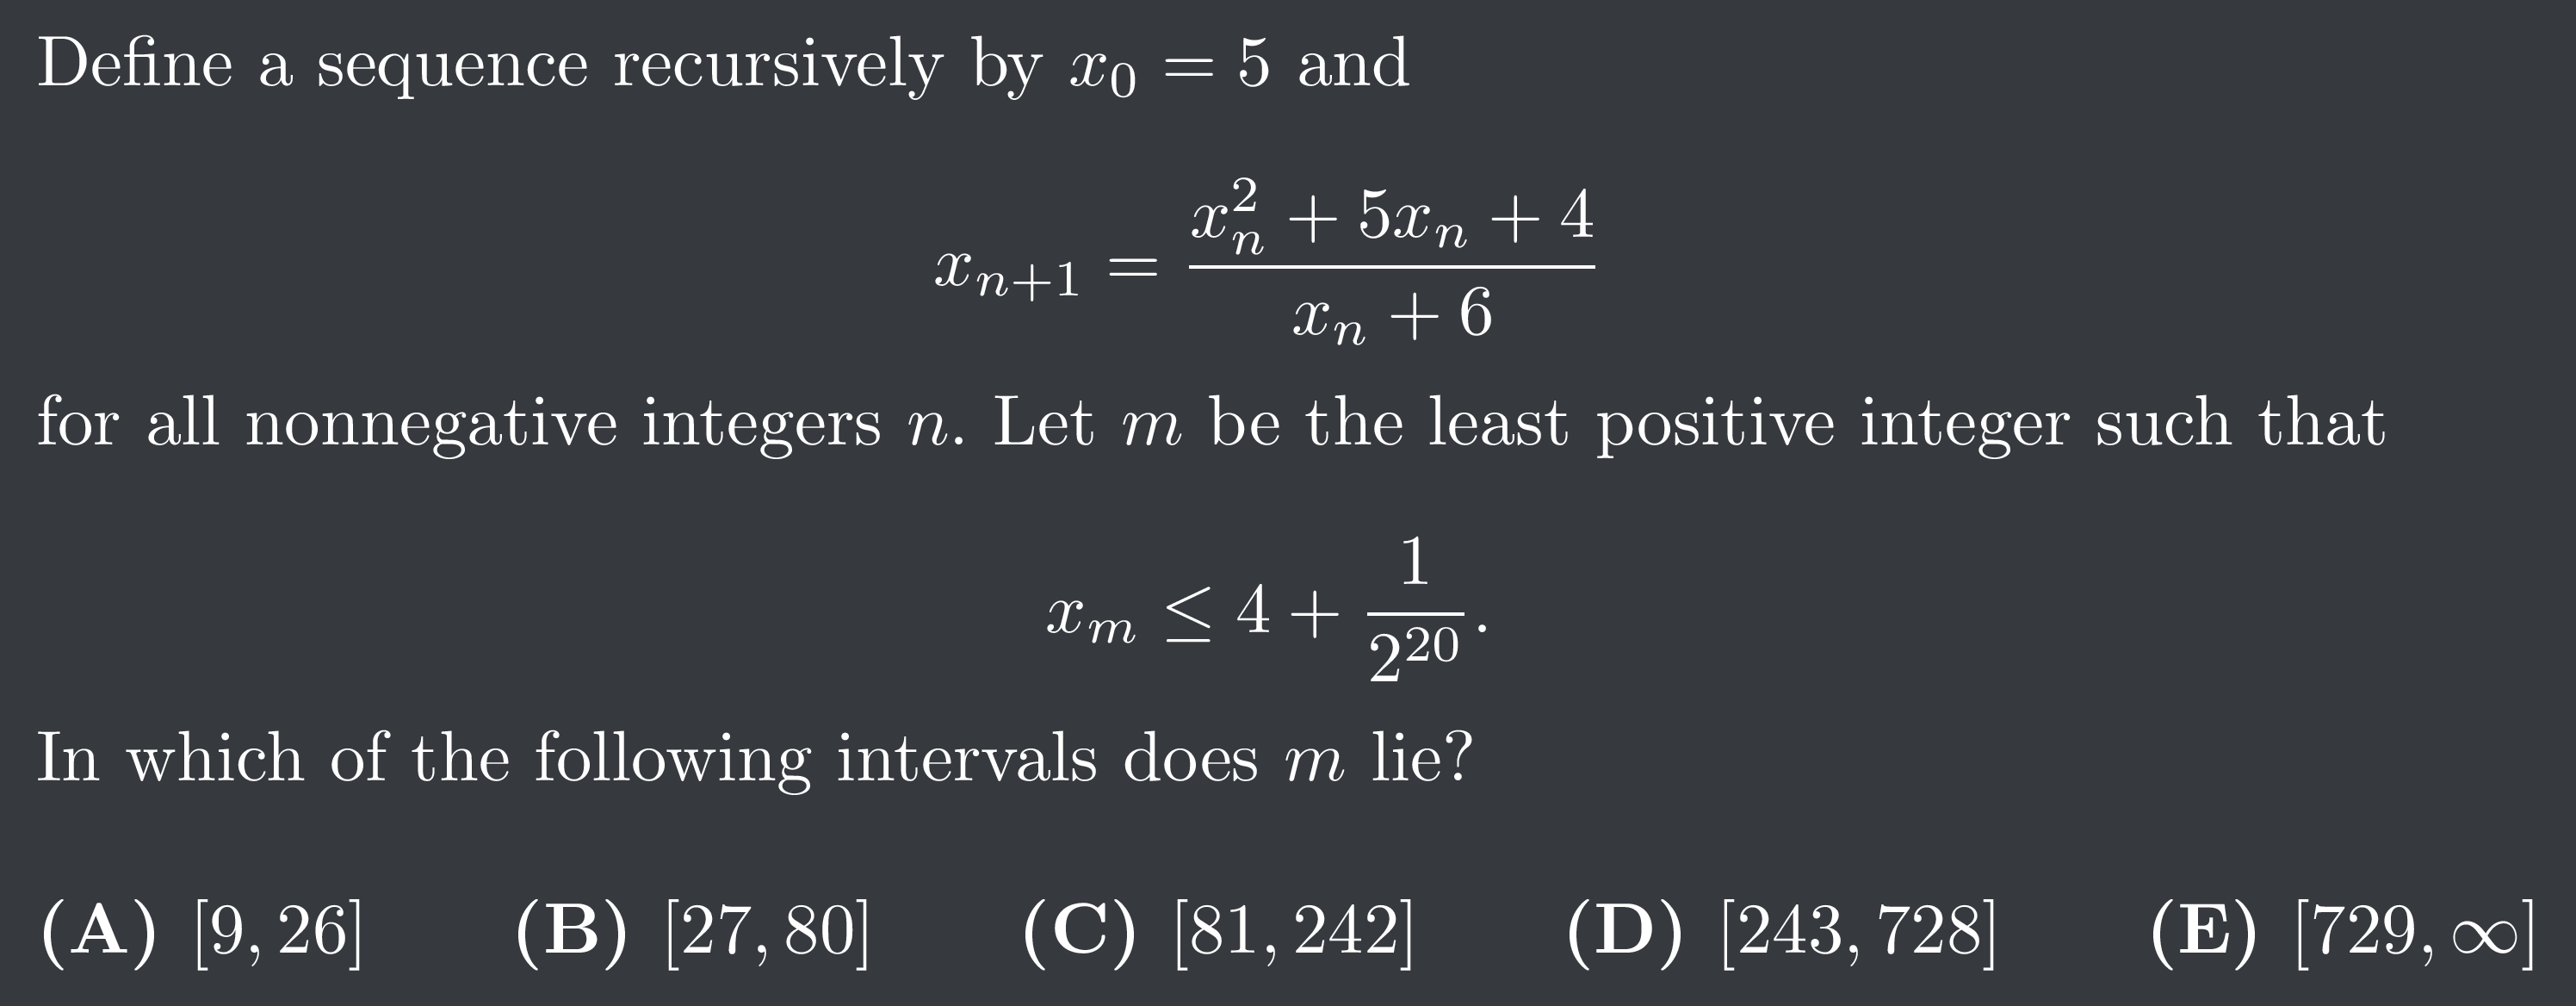 Define a sequence recursively by $x_0 = 5$ and
$$x_{n+1} = \frac{x_n^2 + 5x_n + 4}{x_n + 6}$$
for all nonnegative integers $n$. Let $m$ be the least positive integer such that
$$x_m \leq 4 + \frac{1}{2^{20}}.$$
In which of the following intervals does $m$ lie?
(A) [9, 26] (B) [27, 80] (C) [81, 242] (D) [243, 728] (E) [729, ∞]